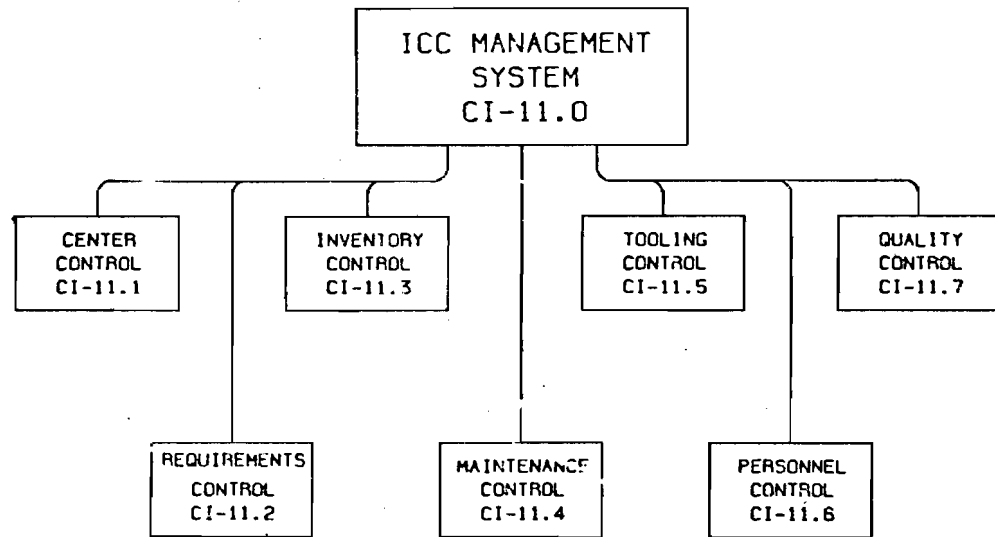 ICC MANAGEMENT
SYSTEM
CI-11.0
CENTER
CONTROL
CI-11.1
INVENTORY
CONTROL
CI-11.3
TOOLING
CONTROL
CI-11.5
QUALITY
CONTROL
CI-11.7
REQUIREMENTS
CONTROL
CI-11.2
MAINTENANCE
CONTROL
CI-11.4
PERSONNEL
CONTROL
CI-11.6